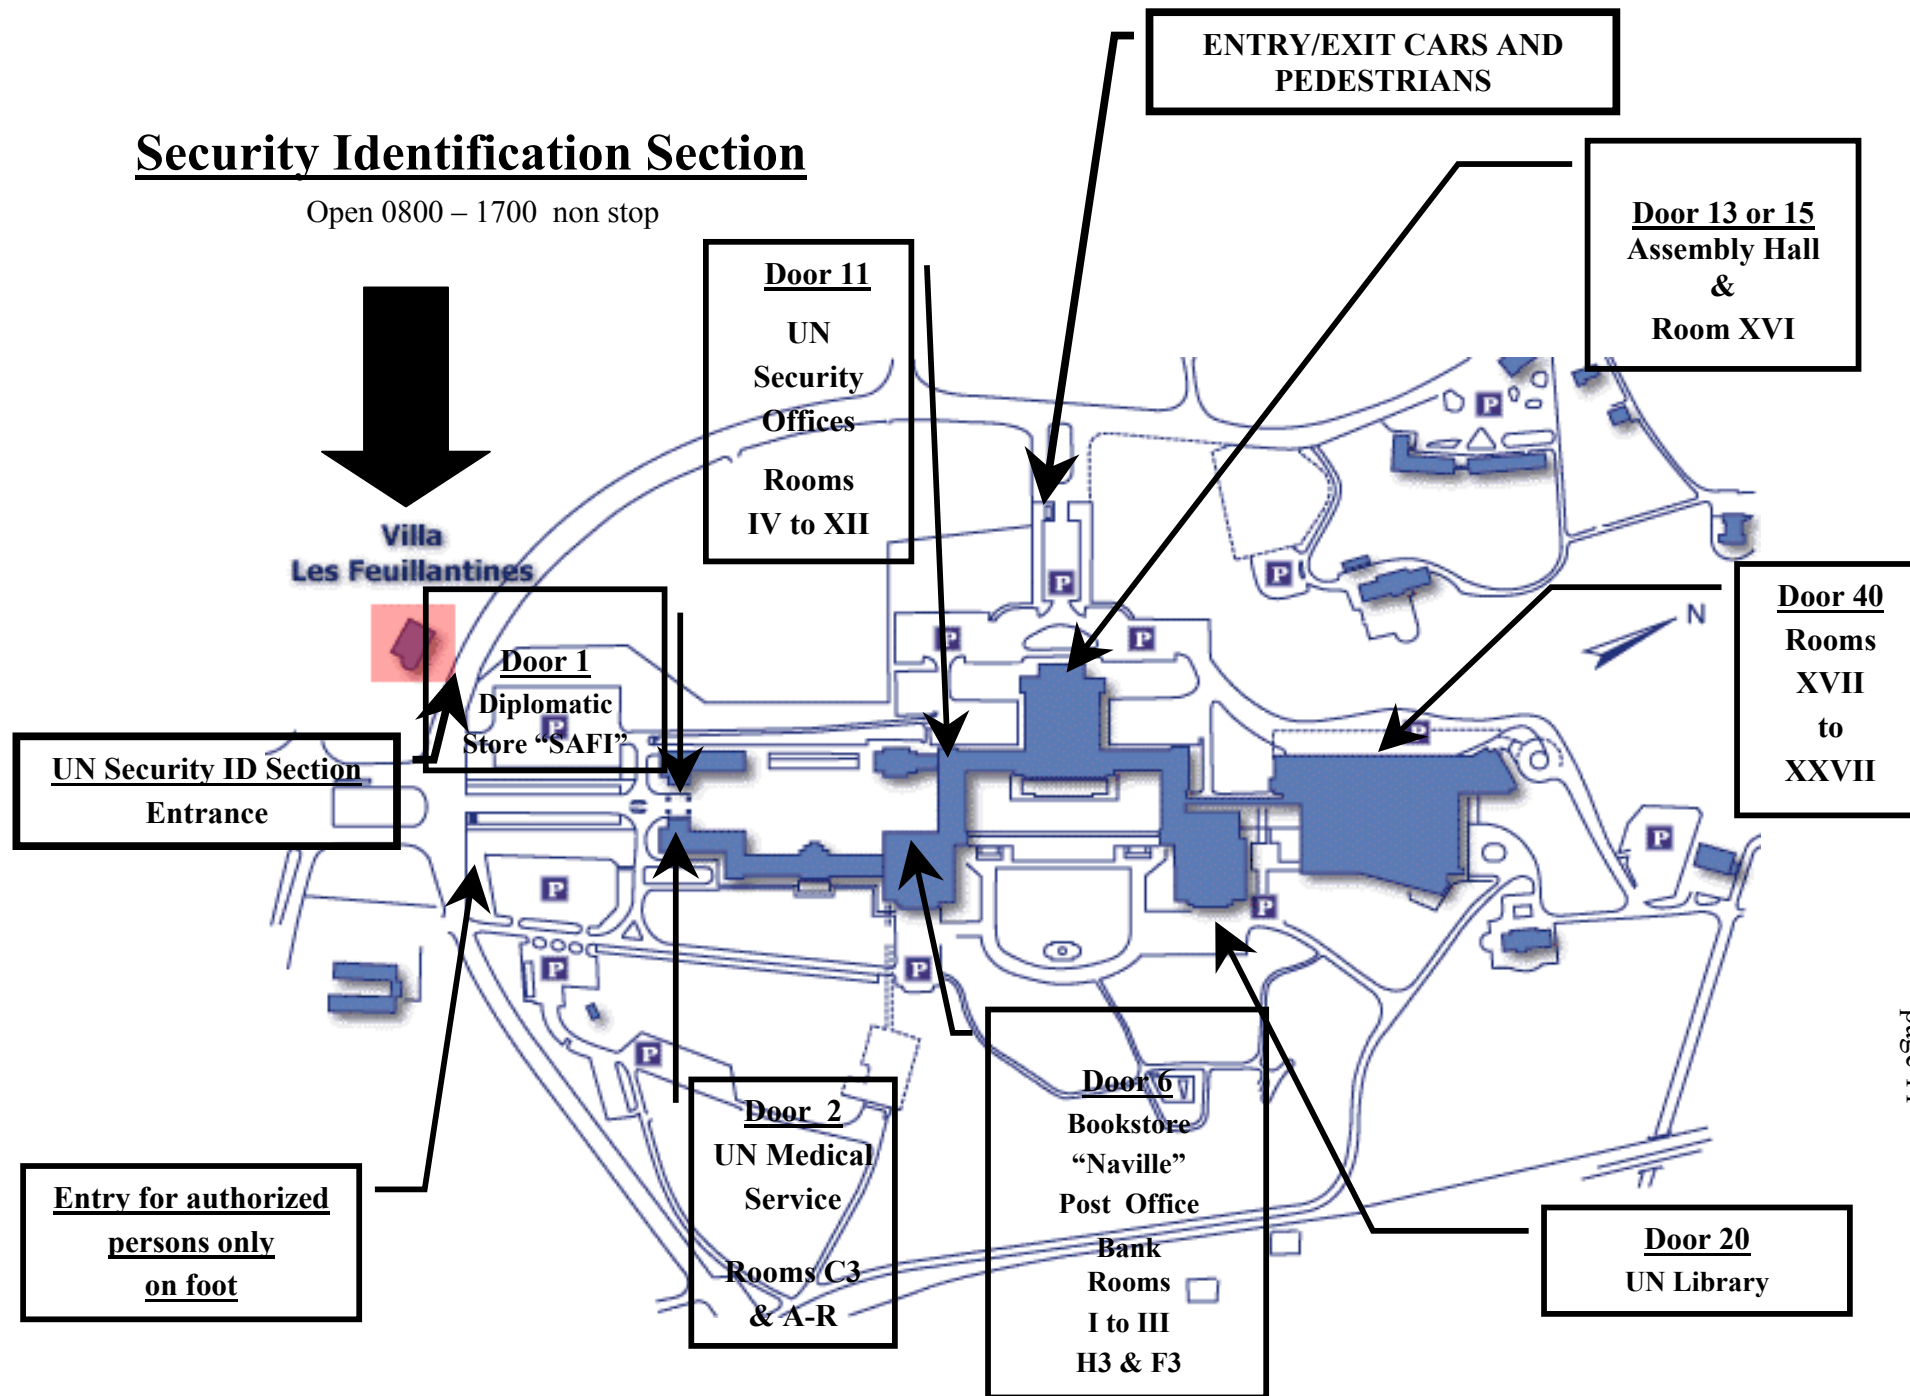 ENTRY/EXIT CARS AND
PEDESTRIANS
Security Identification Section
Open 0800 – 1700 non stop
Door 13 or 15
Assembly Hall
&
Room XVI
Door 11
UN
Security
Offices
Rooms
IV to XII
P
Villa
Les Feuillantines
P
P
Door 40
Rooms
XVII
to
XXVII
N
P
P
Door 1
Diplomatic
Store “SAFI”
P
P
UN Security ID Section
Entrance
P
P
P
P
P
P
Door 6
Bookstore
“Naville”
Post Office
Bank
Rooms
I to III
H3 & F3
Door 2
UN Medical
Service
Rooms C3
& A-R
Entry for authorized
persons only
on foot
Door 20
UN Library